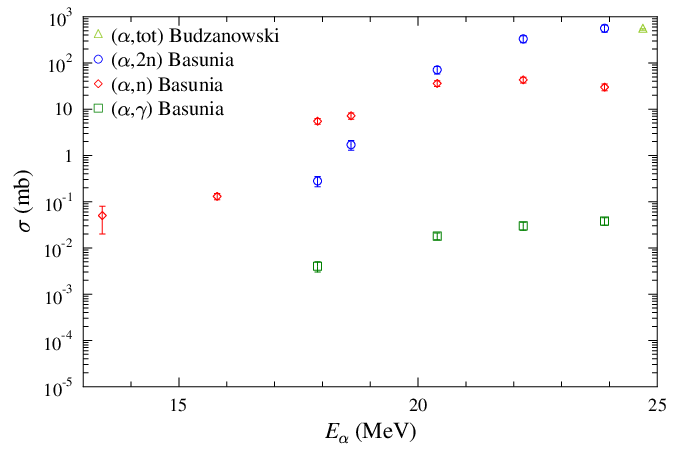 10³
10²
10
1
10⁻¹
10⁻²
10⁻³
10⁻⁴
10⁻⁵
σ (mb)
(α,tot) Budzanowski
(α,2n) Basunia
(α,n) Basunia
(α,γ) Basunia
15
20
25
Eα (MeV)